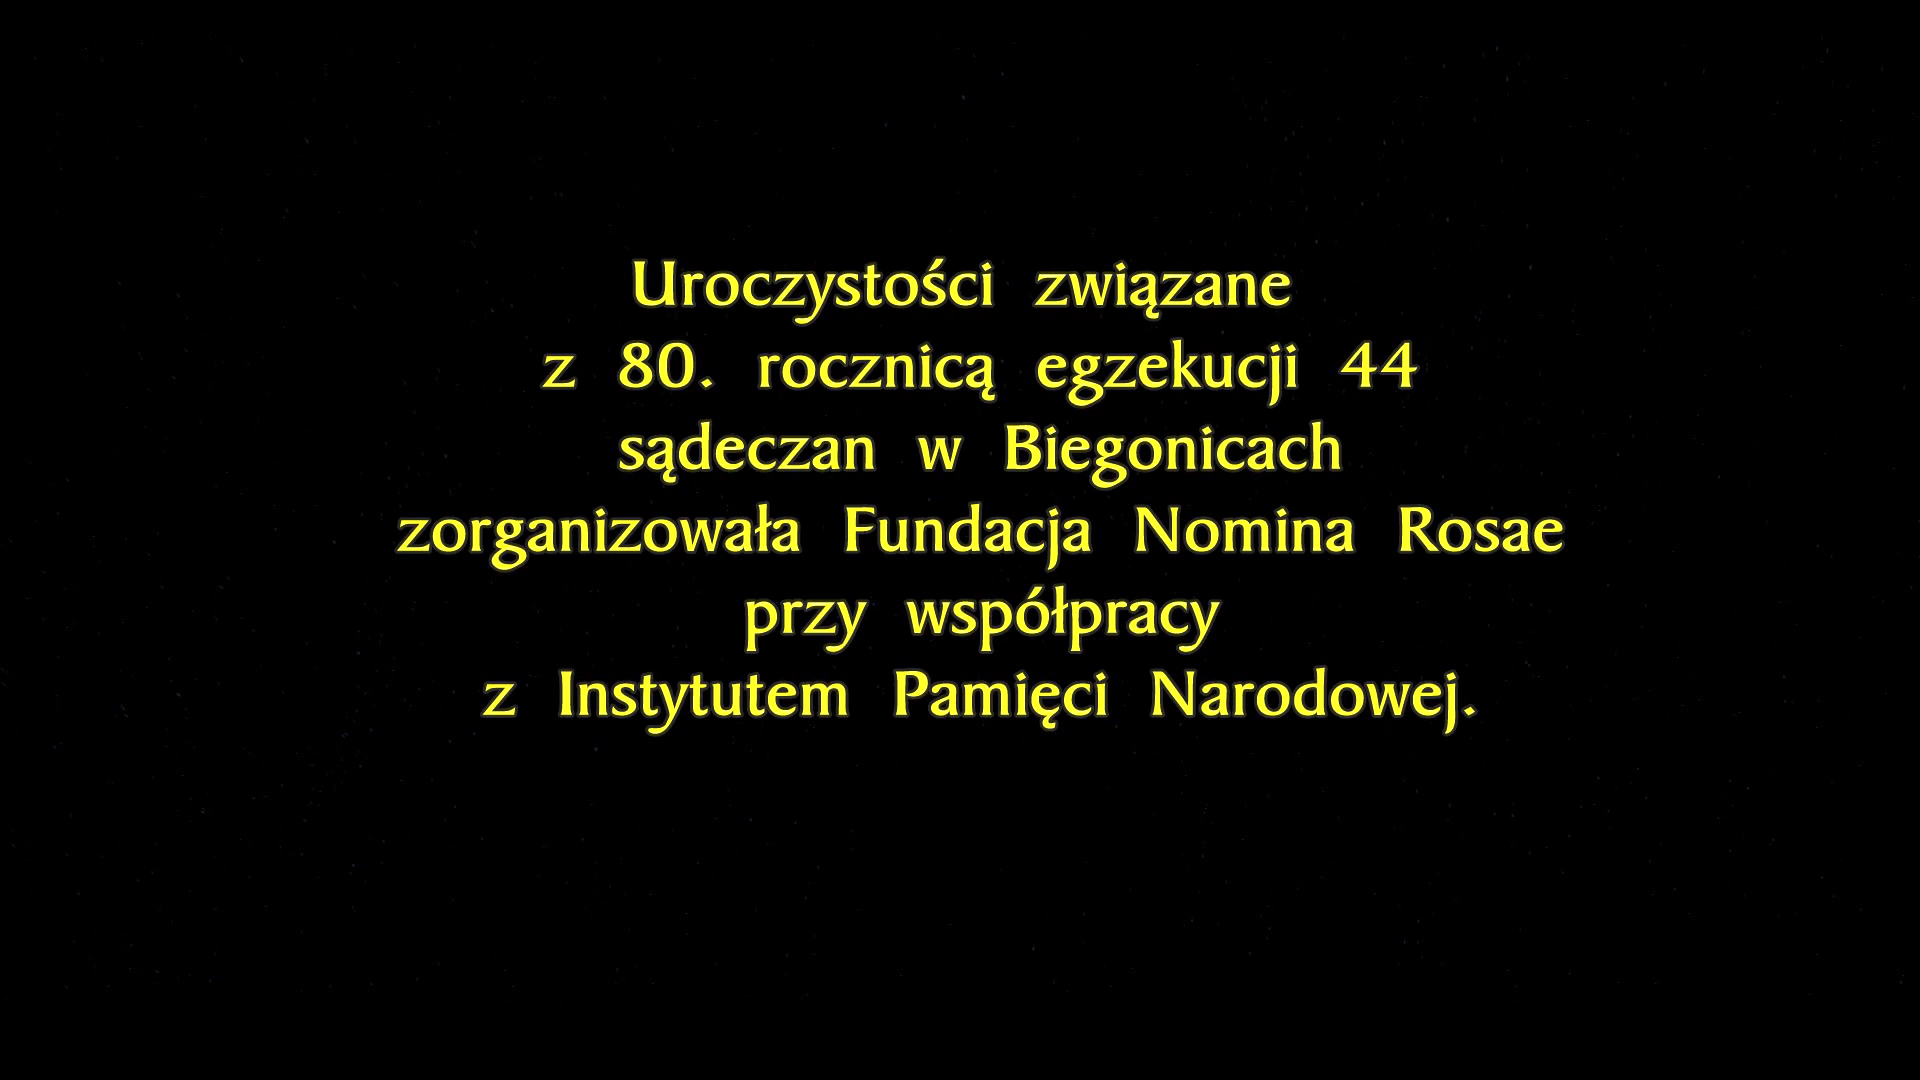 Uroczystości związane
z 80. rocznicą egzekucji 44
sądeczan w Biegonicach
zorganizowała Fundacja Nomina Rosae
przy współpracy
z Instytutem Pamięci Narodowej.